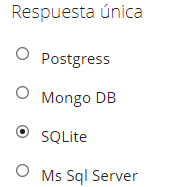 Respuesta única
Postgress
Mongo DB
SQLite
Ms Sql Server